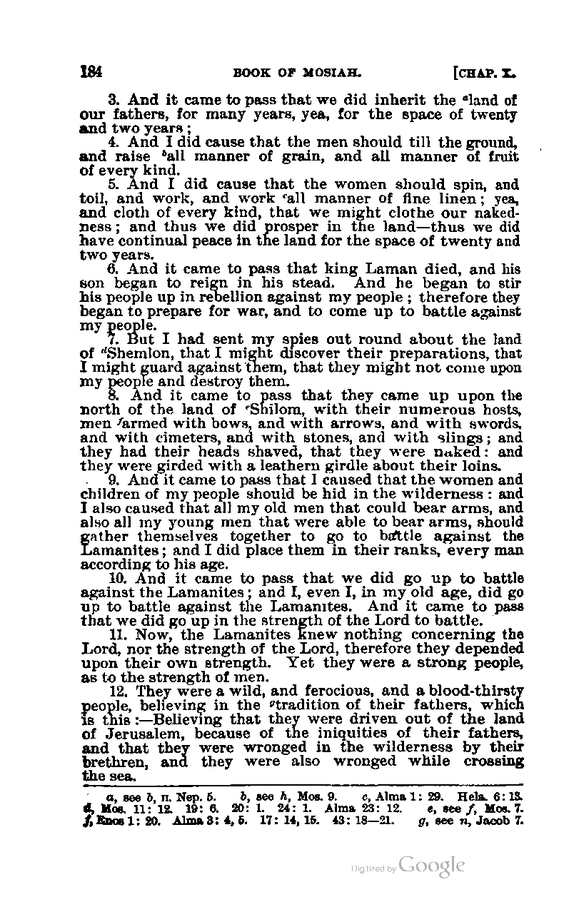 184 BOOK OF MOSIAH. [CHAP. X.
3. And it came to pass that we did inherit the ᵃland of
our fathers, for many years, yea, for the space of twenty
and two years;
4. And I did cause that the men should till the ground,
and raise ᵇall manner of grain, and all manner of fruit
of every kind.
5. And I did cause that the women should spin, and
toil, and work, and work ᶜall manner of fine linen; yea,
and cloth of every kind, that we might clothe our naked-
ness; and thus we did prosper in the land—thus we did
have continual peace in the land for the space of twenty and
two years.
6. And it came to pass that king Laman died, and his
son began to reign in his stead. And he began to stir
his people up in rebellion against my people; therefore they
began to prepare for war, and to come up to battle against
my people.
7. But I had sent my spies out round about the land
of ᵈShemlon, that I might discover their preparations, that
I might guard against them, that they might not come upon
my people and destroy them.
8. And it came to pass that they came up upon the
north of the land of ᵉShilom, with their numerous hosts,
men ᶠarmed with bows, and with arrows, and with swords,
and with cimeters, and with stones, and with slings; and
they had their heads shaved, that they were naked: and
they were girded with a leathern girdle about their loins.
9. And it came to pass that I caused that the women and
children of my people should be hid in the wilderness: and
I also caused that all my old men that could bear arms, and
also all my young men that were able to bear arms, should
gather themselves together to go to battle against the
Lamanites; and I did place them in their ranks, every man
according to his age.
10. And it came to pass that we did go up to battle
against the Lamanites; and I, even I, in my old age, did go
up to battle against the Lamanites. And it came to pass
that we did go up in the strength of the Lord to battle.
11. Now, the Lamanites knew nothing concerning the
Lord, nor the strength of the Lord, therefore they depended
upon their own strength. Yet they were a strong people,
as to the strength of men.
12. They were a wild, and ferocious, and a blood-thirsty
people, believing in the ᵍtradition of their fathers, which
is this:—Believing that they were driven out of the land
of Jerusalem, because of the iniquities of their fathers,
and that they were wronged in the wilderness by their
brethren, and they were also wronged while crossing
the sea.
a, see b, n. Nep. 5. b, see h, Mos. 9. c, Alma 1: 29. Hela. 6: 13.
d, Mos. 11: 12. 19: 6. 20: 1. 24: 1. Alma 23: 12. e, see f, Mos. 7.
f, Enos 1: 20. Alma 3: 4, 5. 17: 14, 15. 43: 18—21. g, see n, Jacob 7.
Digitized by Google